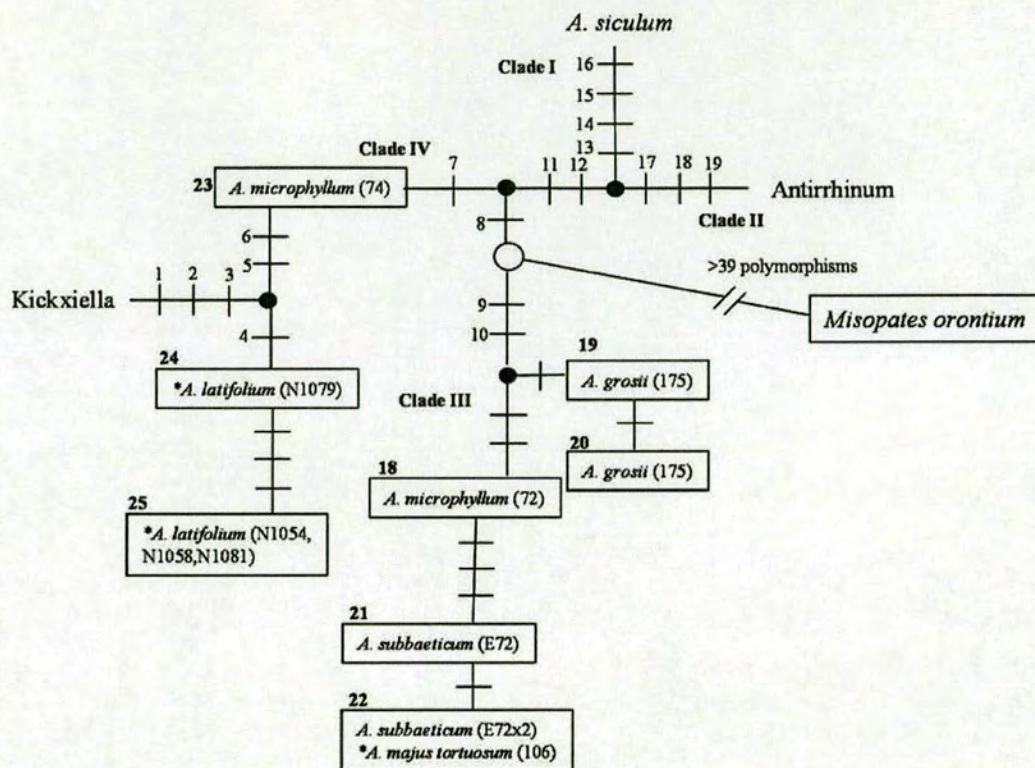 A. siculum
16
Clade I
15
14
13
Clade IV
7
11
12
17
18
19
23
A. microphyllum (74)
Antirrhinum
8
Clade II
6
5
>39 polymorphisms
1
2
3
Kickxiella
9
Misopates orontium
4
10
24
19
*A. latifolium (N1079)
A. grosii (175)
Clade III
20
18
A. grosii (175)
A. microphyllum (72)
25
*A. latifolium (N1054,
N1058,N1081)
21
A. subbaeticum (E72)
22
A. subbaeticum (E72x2)
*A. majus tortuosum (106)